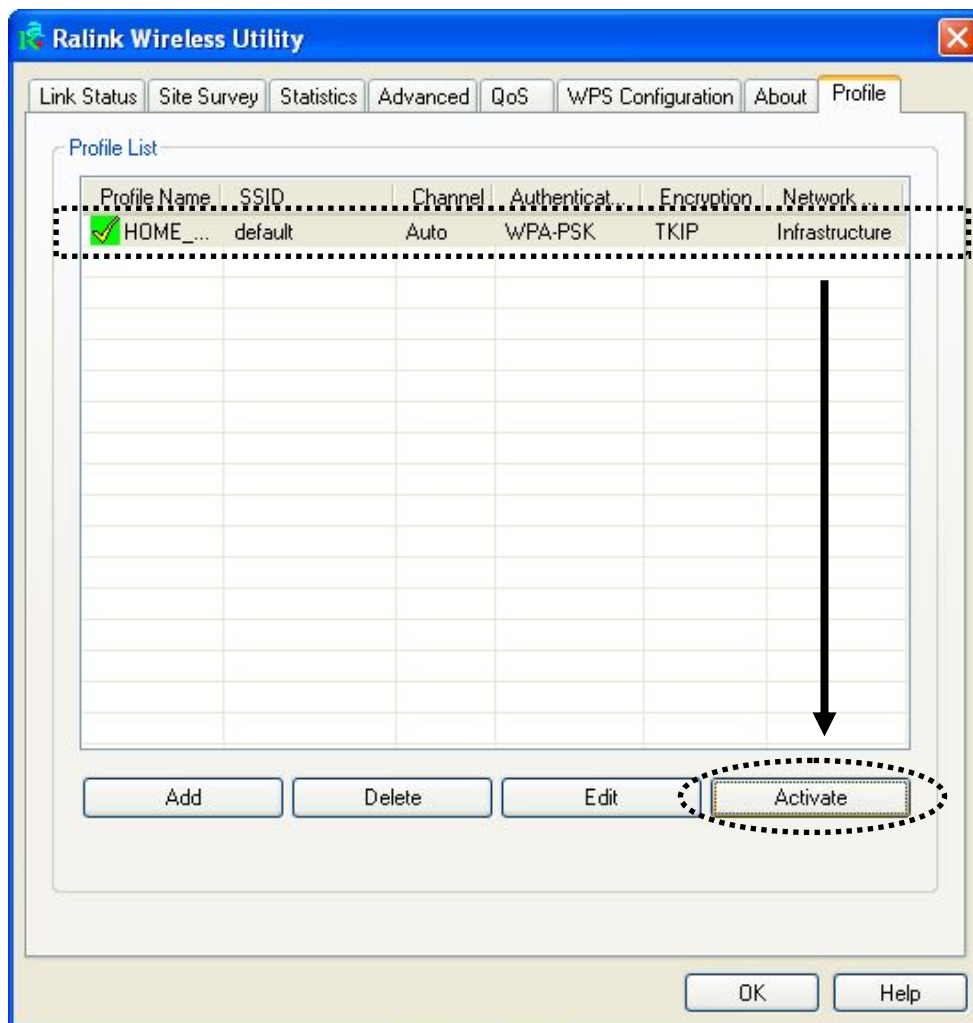 Ralink Wireless Utility
Link Status Site Survey Statistics Advanced QoS WPS Configuration About Profile
Profile List
Profile Name SSID Channel Authenticat... Encryption Network ...
HOME_... default Auto WPA-PSK TKIP Infrastructure
Add Delete Edit Activate
OK Help